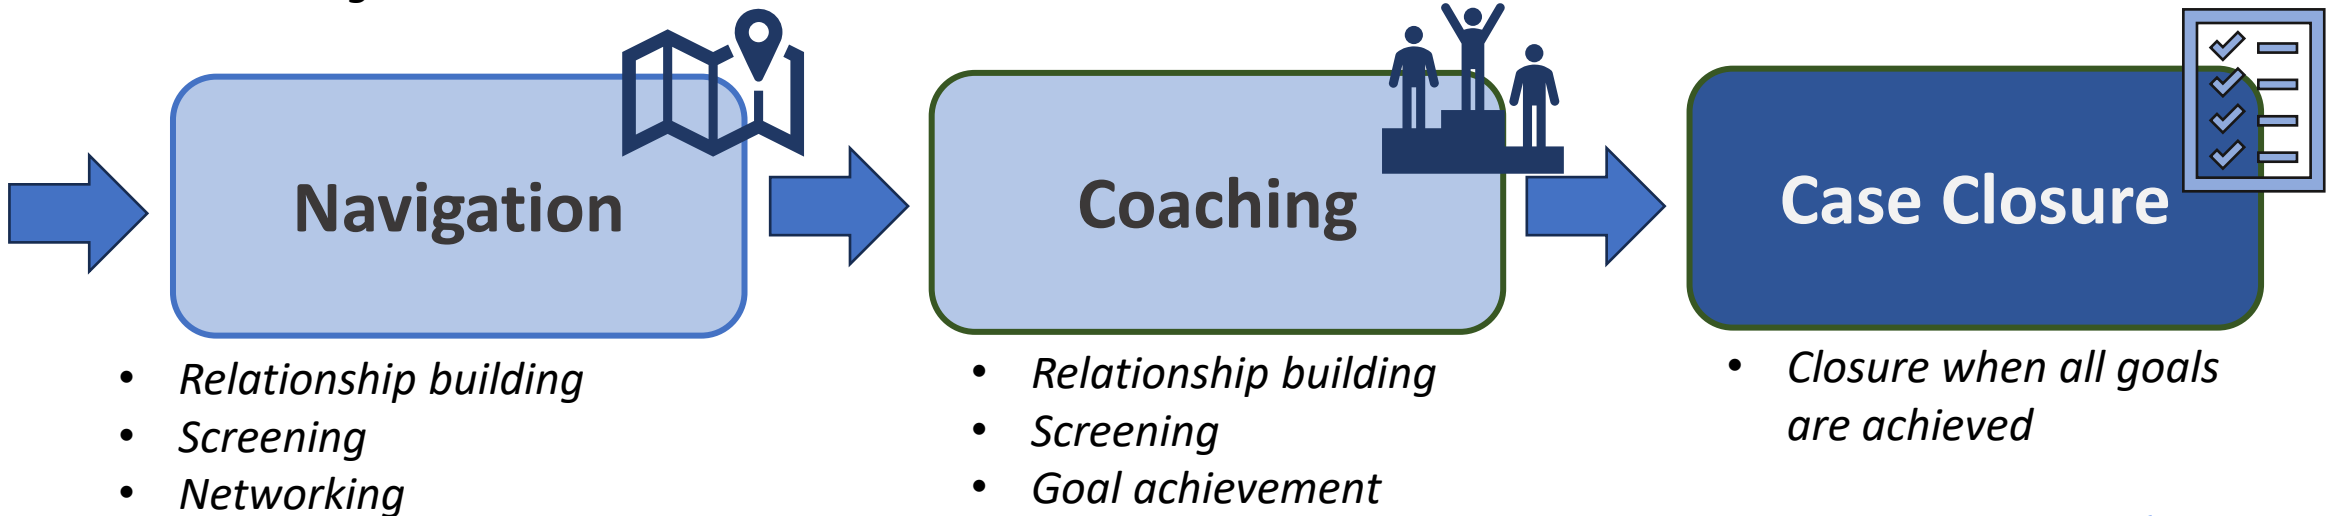 Navigation
• Relationship building
• Screening
• Networking
Coaching
• Relationship building
• Screening
• Goal achievement
Case Closure
• Closure when all goals
are achieved